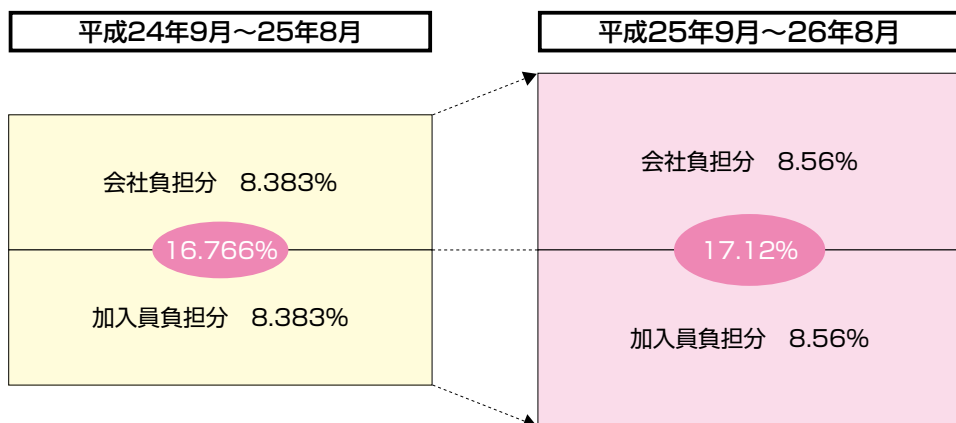 平成24年9月～25年8月
会社負担分　8.383%
16.766%
加入員負担分　8.383%
平成25年9月～26年8月
会社負担分　8.56%
17.12%
加入員負担分　8.56%